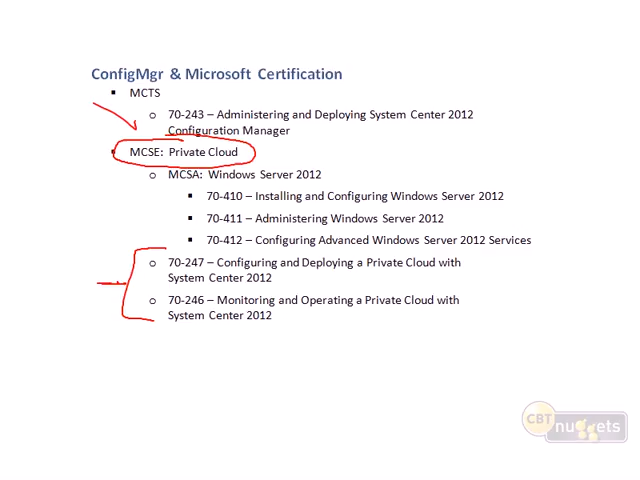 ConfigMgr & Microsoft Certification
MCTS
70-243 – Administering and Deploying System Center 2012
Configuration Manager
MCSE: Private Cloud
MCSA: Windows Server 2012
70-410 – Installing and Configuring Windows Server 2012
70-411 – Administering Windows Server 2012
70-412 – Configuring Advanced Windows Server 2012 Services
70-247 – Configuring and Deploying a Private Cloud with
System Center 2012
70-246 – Monitoring and Operating a Private Cloud with
System Center 2012
CBT
nuggets